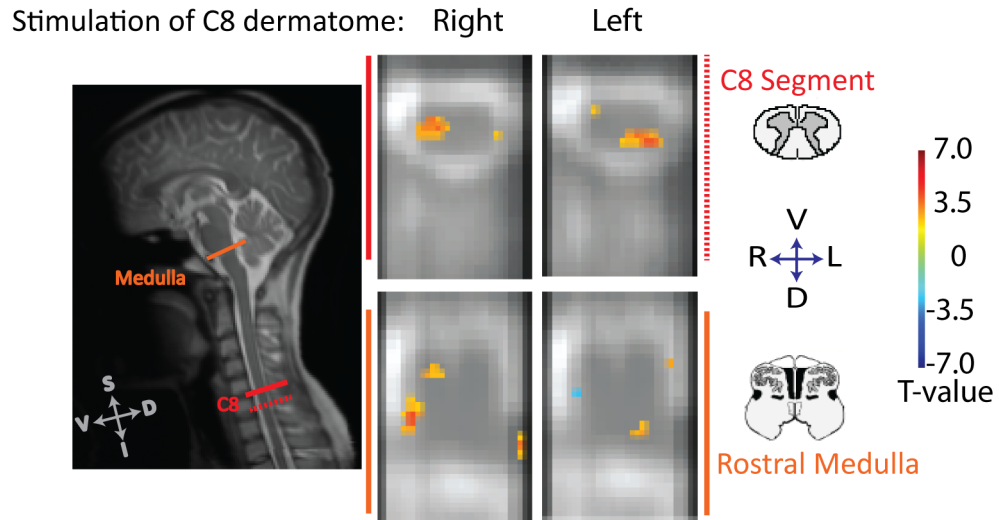 Stimulation of C8 dermatome: Right Left
C8 Segment
Medulla
C8
S
V D
I
V
R L
D
7.0
3.5
0
-3.5
-7.0
T-value
Rostral Medulla